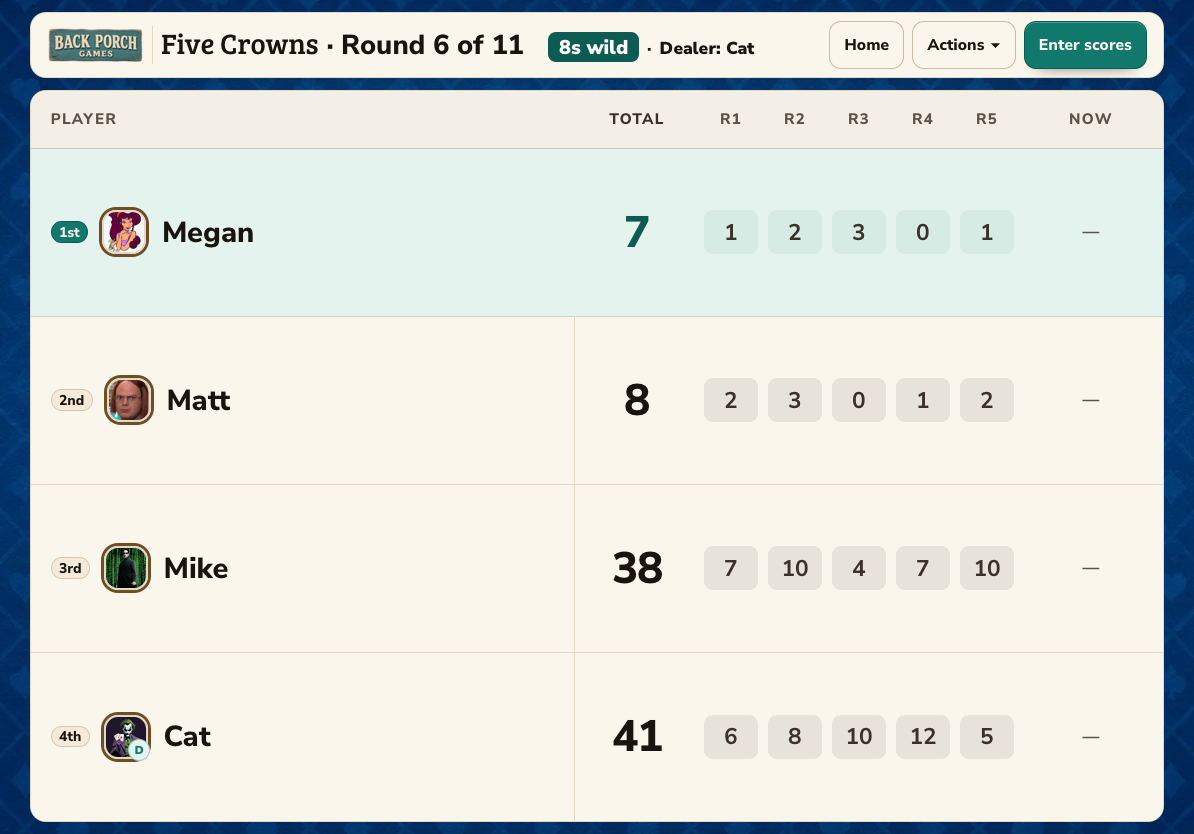 BACK PORCH
GAMES
Five Crowns · Round 6 of 11 8s wild · Dealer: Cat Home Actions Enter scores
PLAYER TOTAL R1 R2 R3 R4 R5 NOW
1st Megan 7 1 2 3 0 1 —
2nd Matt 8 2 3 0 1 2 —
3rd Mike 38 7 10 4 7 10 —
4th D Cat 41 6 8 10 12 5 —